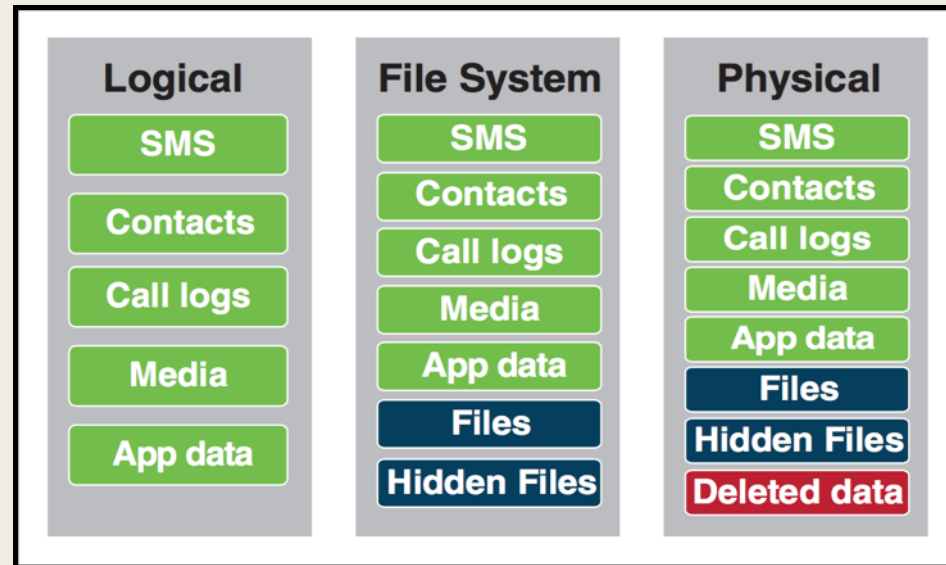 Logical
SMS
Contacts
Call logs
Media
App data
File System
SMS
Contacts
Call logs
Media
App data
Files
Hidden Files
Physical
SMS
Contacts
Call logs
Media
App data
Files
Hidden Files
Deleted data